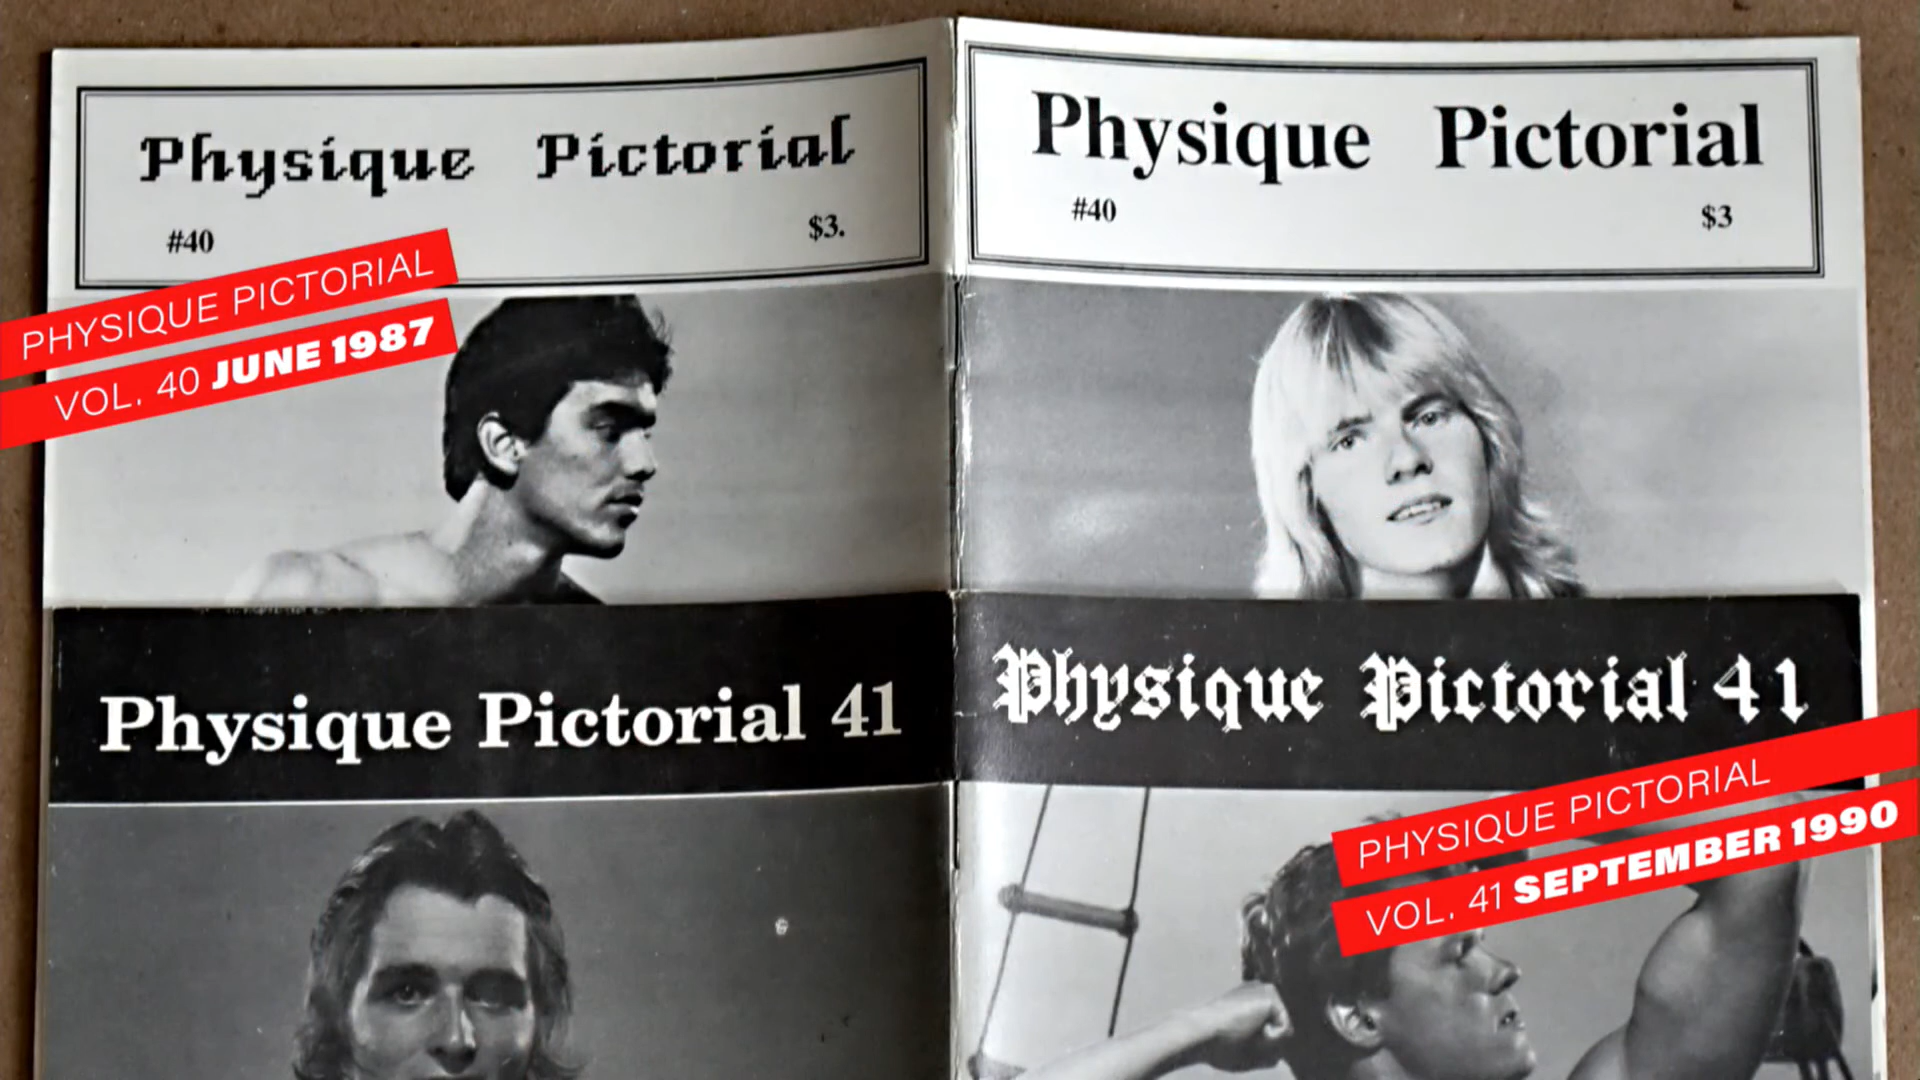 Physique Pictorial
#40 $3.
Physique Pictorial
#40 $3
PHYSIQUE PICTORIAL
VOL. 40 JUNE 1987
Physique Pictorial 41
Physique Pictorial 41
PHYSIQUE PICTORIAL
VOL. 41 SEPTEMBER 1990